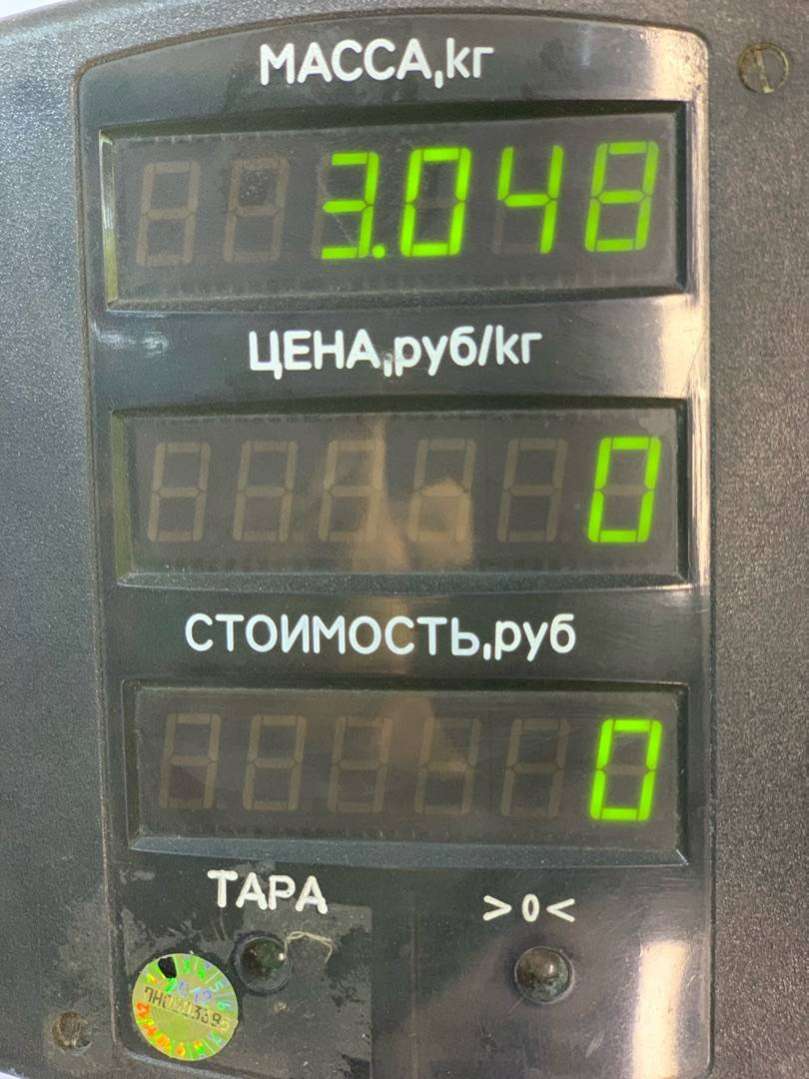 МАССА,кг
3.048
ЦЕНА,руб/кг
0
СТОИМОСТЬ,руб
0
ТАРА >0<